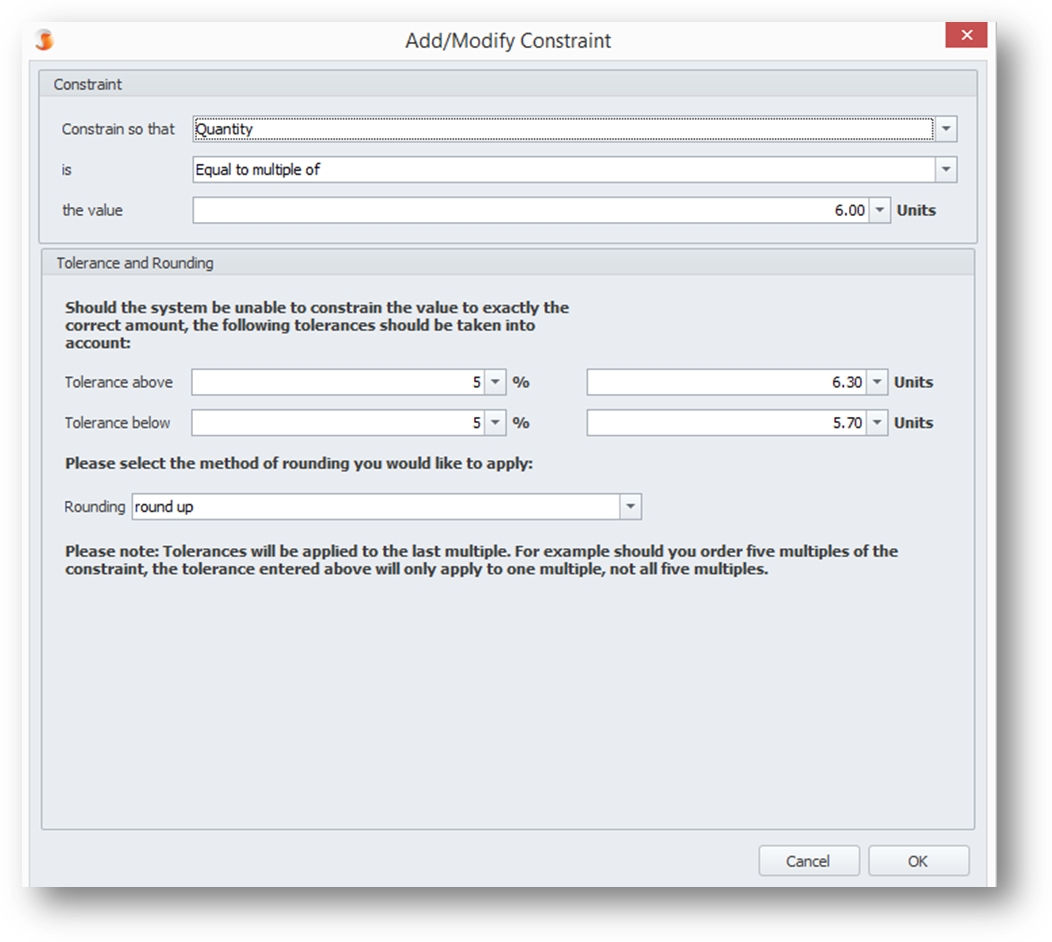 Add/Modify Constraint
Constraint
Constrain so that Quantity
is Equal to multiple of
the value 6.00 Units
Tolerance and Rounding
Should the system be unable to constrain the value to exactly the
correct amount, the following tolerances should be taken into
account:
Tolerance above 5 % 6.30 Units
Tolerance below 5 % 5.70 Units
Please select the method of rounding you would like to apply:
Rounding round up
Please note: Tolerances will be applied to the last multiple. For example should you order five multiples of the
constraint, the tolerance entered above will only apply to one multiple, not all five multiples.
Cancel OK